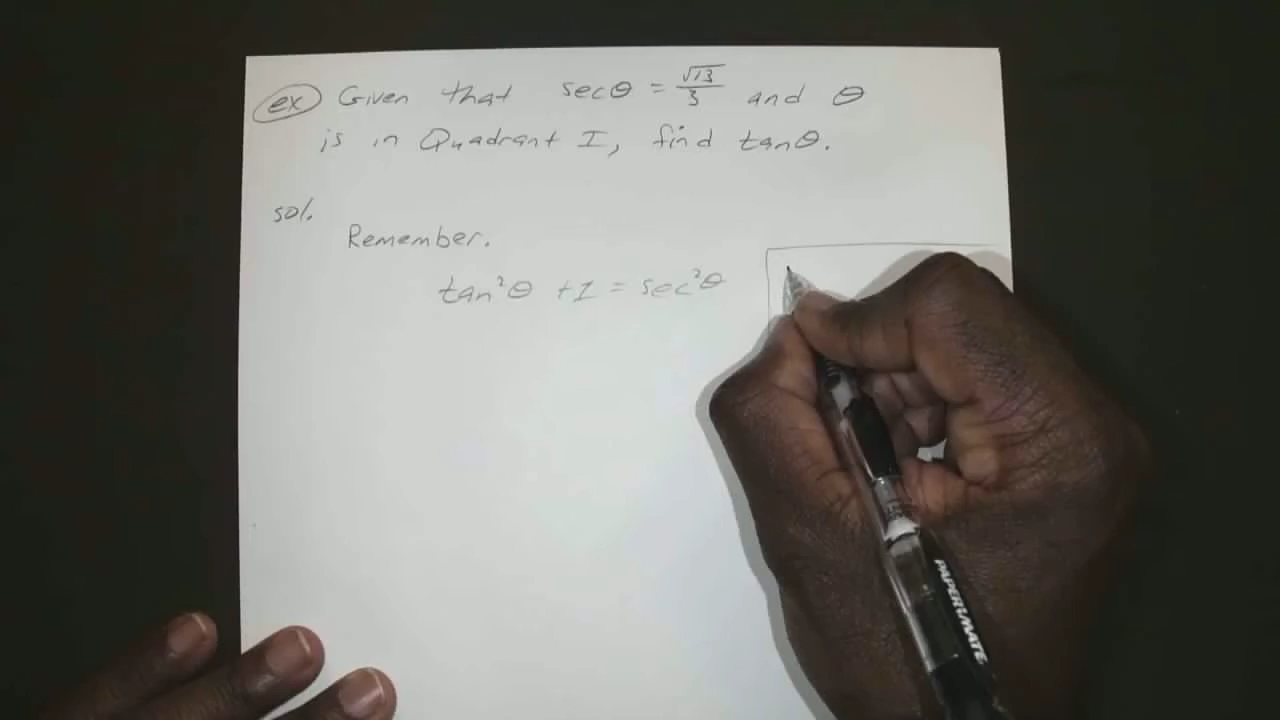 ex Given that secθ = √13/3 and θ
is in Quadrant I, find tanθ.
sol.
Remember.
tan²θ + 1 = sec²θ
PAPERMATE